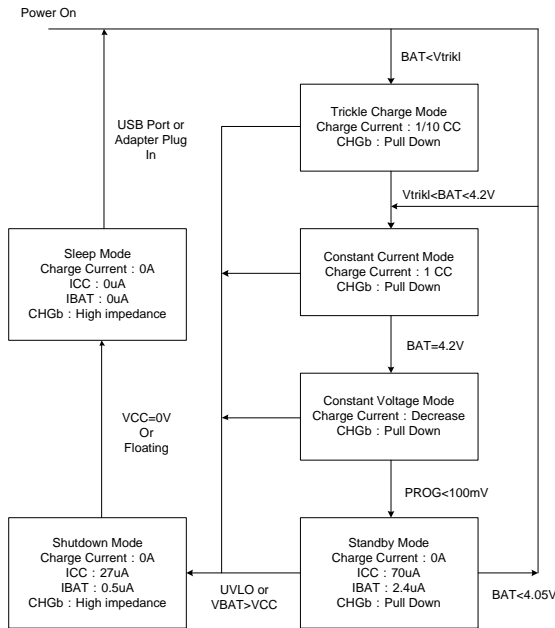 Power On
BAT<Vtrikl
Trickle Charge Mode
Charge Current : 1/10 CC
CHGb : Pull Down
USB Port or
Adapter Plug
In
Vtrikl<BAT<4.2V
Sleep Mode
Charge Current : 0A
ICC : 0uA
IBAT : 0uA
CHGb : High impedance
Constant Current Mode
Charge Current : 1 CC
CHGb : Pull Down
BAT=4.2V
Constant Voltage Mode
Charge Current : Decrease
CHGb : Pull Down
VCC=0V
Or
Floating
PROG<100mV
Shutdown Mode
Charge Current : 0A
ICC : 27uA
IBAT : 0.5uA
CHGb : High impedance
UVLO or
VBAT>VCC
Standby Mode
Charge Current : 0A
ICC : 70uA
IBAT : 2.4uA
CHGb : Pull Down
BAT<4.05V